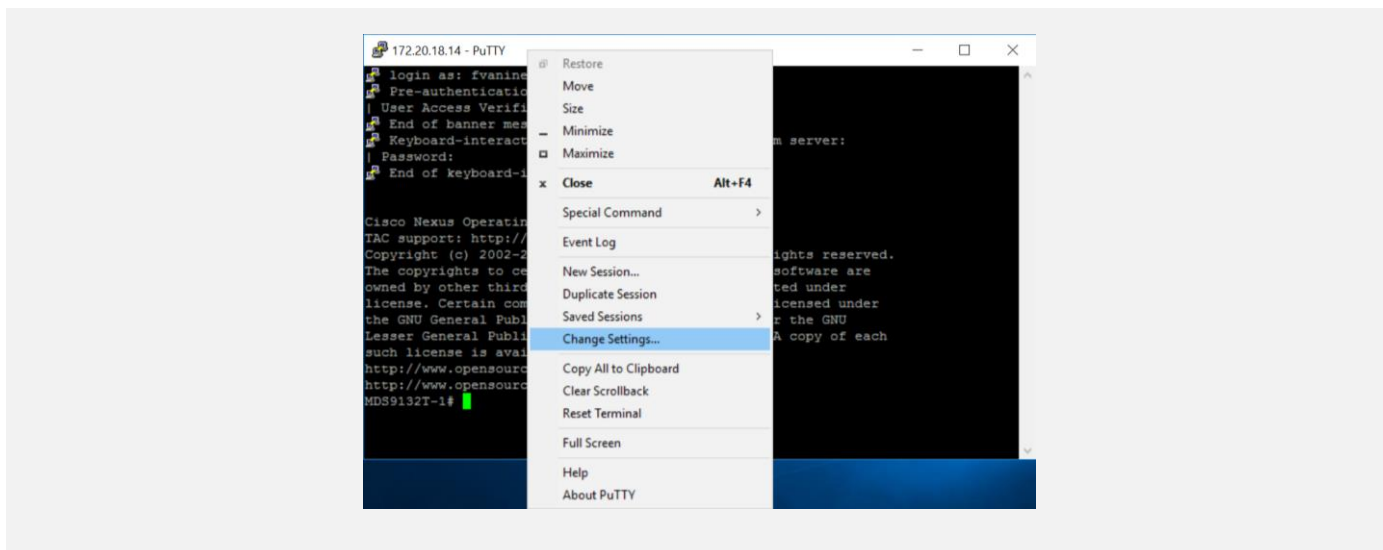 172.20.18.14 - PuTTY
login as: fvanine
Pre-authenticatio
| User Access Verifi
End of banner mes
Keyboard-interact
m server:
| Password:
End of keyboard-i
Cisco Nexus Operatin
TAC support: http://
Copyright (c) 2002-2
ights reserved.
The copyrights to ce
software are
owned by other third
ted under
license. Certain com
icensed under
the GNU General Publ
r the GNU
Lesser General Publi
A copy of each
such license is avai
http://www.opensourc
http://www.opensourc
MDS9132T-1#
Restore
Move
Size
Minimize
Maximize
x Close Alt+F4
Special Command >
Event Log
New Session...
Duplicate Session
Saved Sessions >
Change Settings...
Copy All to Clipboard
Clear Scrollback
Reset Terminal
Full Screen
Help
About PuTTY